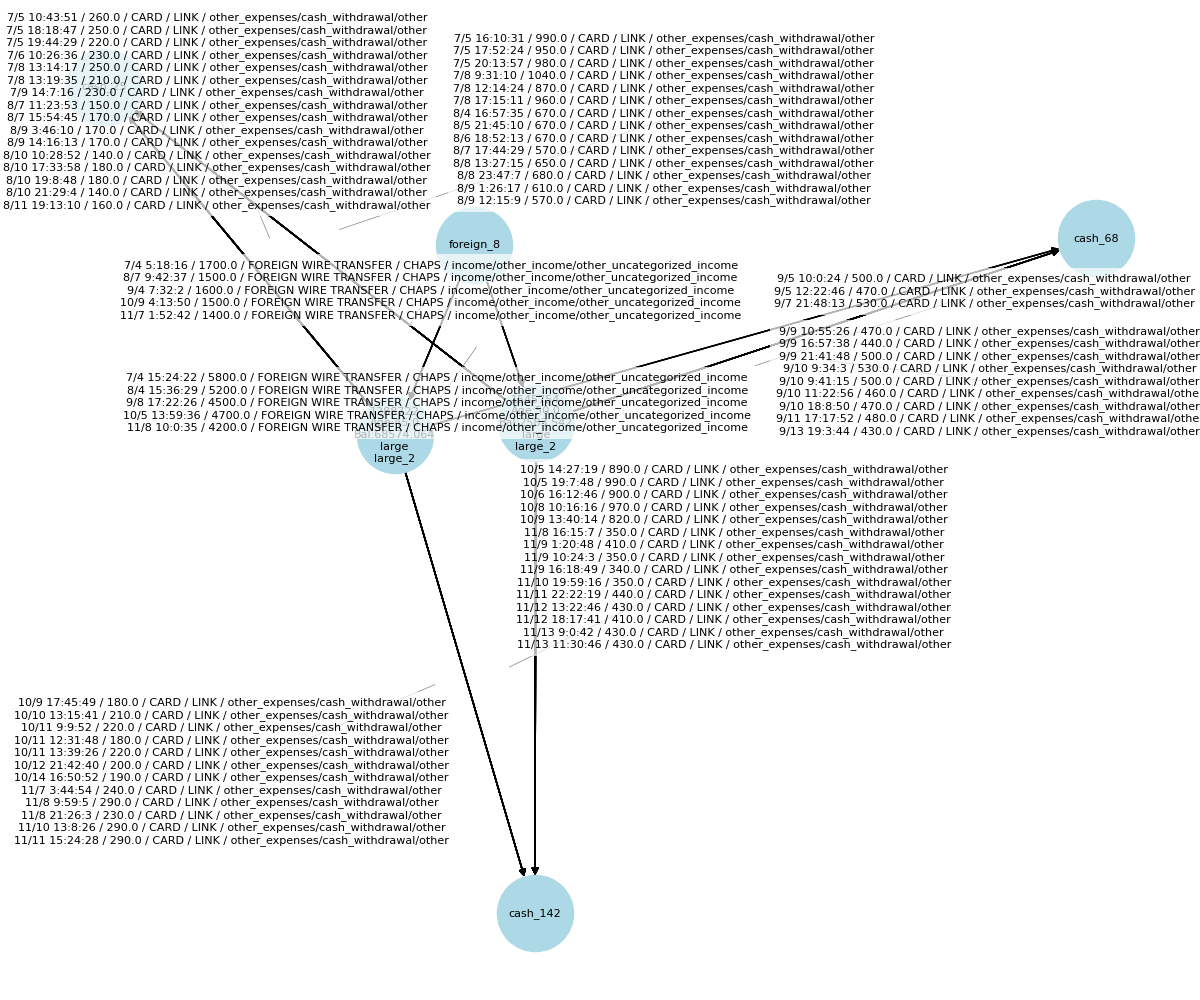 7/5 10:43:51 / 260.0 / CARD / LINK / other_expenses/cash_withdrawal/other
7/5 18:18:47 / 250.0 / CARD / LINK / other_expenses/cash_withdrawal/other
7/5 19:44:29 / 220.0 / CARD / LINK / other_expenses/cash_withdrawal/other
7/6 10:26:36 / 230.0 / CARD / LINK / other_expenses/cash_withdrawal/other
7/8 13:14:17 / 250.0 / CARD / LINK / other_expenses/cash_withdrawal/other
7/8 13:19:35 / 210.0 / CARD / LINK / other_expenses/cash_withdrawal/other
7/9 14:7:16 / 230.0 / CARD / LINK / other_expenses/cash_withdrawal/other
8/7 11:23:53 / 150.0 / CARD / LINK / other_expenses/cash_withdrawal/other
8/7 15:54:45 / 170.0 / CARD / LINK / other_expenses/cash_withdrawal/other
8/9 3:46:10 / 170.0 / CARD / LINK / other_expenses/cash_withdrawal/other
8/9 14:16:13 / 170.0 / CARD / LINK / other_expenses/cash_withdrawal/other
8/10 10:28:52 / 140.0 / CARD / LINK / other_expenses/cash_withdrawal/other
8/10 17:33:58 / 180.0 / CARD / LINK / other_expenses/cash_withdrawal/other
8/10 19:8:48 / 180.0 / CARD / LINK / other_expenses/cash_withdrawal/other
8/10 21:29:4 / 140.0 / CARD / LINK / other_expenses/cash_withdrawal/other
8/11 19:13:10 / 160.0 / CARD / LINK / other_expenses/cash_withdrawal/other
7/5 16:10:31 / 990.0 / CARD / LINK / other_expenses/cash_withdrawal/other
7/5 17:52:24 / 950.0 / CARD / LINK / other_expenses/cash_withdrawal/other
7/5 20:13:57 / 980.0 / CARD / LINK / other_expenses/cash_withdrawal/other
7/8 9:31:10 / 1040.0 / CARD / LINK / other_expenses/cash_withdrawal/other
7/8 12:14:24 / 870.0 / CARD / LINK / other_expenses/cash_withdrawal/other
7/8 17:15:11 / 960.0 / CARD / LINK / other_expenses/cash_withdrawal/other
8/4 16:57:35 / 670.0 / CARD / LINK / other_expenses/cash_withdrawal/other
8/5 21:45:10 / 670.0 / CARD / LINK / other_expenses/cash_withdrawal/other
8/6 18:52:13 / 670.0 / CARD / LINK / other_expenses/cash_withdrawal/other
8/7 17:44:29 / 570.0 / CARD / LINK / other_expenses/cash_withdrawal/other
8/8 13:27:15 / 650.0 / CARD / LINK / other_expenses/cash_withdrawal/other
8/8 23:47:7 / 680.0 / CARD / LINK / other_expenses/cash_withdrawal/other
8/9 1:26:17 / 610.0 / CARD / LINK / other_expenses/cash_withdrawal/other
8/9 12:15:9 / 570.0 / CARD / LINK / other_expenses/cash_withdrawal/other
foreign_8
cash_68
7/4 5:18:16 / 1700.0 / FOREIGN WIRE TRANSFER / CHAPS / income/other_income/other_uncategorized_income
8/7 9:42:37 / 1500.0 / FOREIGN WIRE TRANSFER / CHAPS / income/other_income/other_uncategorized_income
9/4 7:32:2 / 1600.0 / FOREIGN WIRE TRANSFER / CHAPS / income/other_income/other_uncategorized_income
10/9 4:13:50 / 1500.0 / FOREIGN WIRE TRANSFER / CHAPS / income/other_income/other_uncategorized_income
11/7 1:52:42 / 1400.0 / FOREIGN WIRE TRANSFER / CHAPS / income/other_income/other_uncategorized_income
9/5 10:0:24 / 500.0 / CARD / LINK / other_expenses/cash_withdrawal/other
9/5 12:22:46 / 470.0 / CARD / LINK / other_expenses/cash_withdrawal/other
9/7 21:48:13 / 530.0 / CARD / LINK / other_expenses/cash_withdrawal/other
9/9 10:55:26 / 470.0 / CARD / LINK / other_expenses/cash_withdrawal/other
9/9 16:57:38 / 440.0 / CARD / LINK / other_expenses/cash_withdrawal/other
9/9 21:41:48 / 500.0 / CARD / LINK / other_expenses/cash_withdrawal/other
9/10 9:34:3 / 530.0 / CARD / LINK / other_expenses/cash_withdrawal/other
9/10 9:41:15 / 500.0 / CARD / LINK / other_expenses/cash_withdrawal/other
9/10 11:22:56 / 460.0 / CARD / LINK / other_expenses/cash_withdrawal/other
9/10 18:8:50 / 470.0 / CARD / LINK / other_expenses/cash_withdrawal/other
9/11 17:17:52 / 480.0 / CARD / LINK / other_expenses/cash_withdrawal/other
9/13 19:3:44 / 430.0 / CARD / LINK / other_expenses/cash_withdrawal/other
7/4 15:24:22 / 5800.0 / FOREIGN WIRE TRANSFER / CHAPS / income/other_income/other_uncategorized_income
8/4 15:36:29 / 5200.0 / FOREIGN WIRE TRANSFER / CHAPS / income/other_income/other_uncategorized_income
9/8 17:22:26 / 4500.0 / FOREIGN WIRE TRANSFER / CHAPS / income/other_income/other_uncategorized_income
10/5 13:59:36 / 4700.0 / FOREIGN WIRE TRANSFER / CHAPS / income/other_income/other_uncategorized_income
11/8 10:0:35 / 4200.0 / FOREIGN WIRE TRANSFER / CHAPS / income/other_income/other_uncategorized_income
Bal:68574.064
large
large_2
large
large_2
10/5 14:27:19 / 890.0 / CARD / LINK / other_expenses/cash_withdrawal/other
10/5 19:7:48 / 990.0 / CARD / LINK / other_expenses/cash_withdrawal/other
10/6 16:12:46 / 900.0 / CARD / LINK / other_expenses/cash_withdrawal/other
10/8 10:16:16 / 970.0 / CARD / LINK / other_expenses/cash_withdrawal/other
10/9 13:40:14 / 820.0 / CARD / LINK / other_expenses/cash_withdrawal/other
11/8 16:15:7 / 350.0 / CARD / LINK / other_expenses/cash_withdrawal/other
11/9 1:20:48 / 410.0 / CARD / LINK / other_expenses/cash_withdrawal/other
11/9 10:24:3 / 350.0 / CARD / LINK / other_expenses/cash_withdrawal/other
11/9 16:18:49 / 340.0 / CARD / LINK / other_expenses/cash_withdrawal/other
11/10 19:59:16 / 350.0 / CARD / LINK / other_expenses/cash_withdrawal/other
11/11 22:22:19 / 440.0 / CARD / LINK / other_expenses/cash_withdrawal/other
11/12 13:22:46 / 430.0 / CARD / LINK / other_expenses/cash_withdrawal/other
11/12 18:17:41 / 410.0 / CARD / LINK / other_expenses/cash_withdrawal/other
11/13 9:0:42 / 430.0 / CARD / LINK / other_expenses/cash_withdrawal/other
11/13 11:30:46 / 430.0 / CARD / LINK / other_expenses/cash_withdrawal/other
10/9 17:45:49 / 180.0 / CARD / LINK / other_expenses/cash_withdrawal/other
10/10 13:15:41 / 210.0 / CARD / LINK / other_expenses/cash_withdrawal/other
10/11 9:9:52 / 220.0 / CARD / LINK / other_expenses/cash_withdrawal/other
10/11 12:31:48 / 180.0 / CARD / LINK / other_expenses/cash_withdrawal/other
10/11 13:39:26 / 220.0 / CARD / LINK / other_expenses/cash_withdrawal/other
10/12 21:42:40 / 200.0 / CARD / LINK / other_expenses/cash_withdrawal/other
10/14 16:50:52 / 190.0 / CARD / LINK / other_expenses/cash_withdrawal/other
11/7 3:44:54 / 240.0 / CARD / LINK / other_expenses/cash_withdrawal/other
11/8 9:59:5 / 290.0 / CARD / LINK / other_expenses/cash_withdrawal/other
11/8 21:26:3 / 230.0 / CARD / LINK / other_expenses/cash_withdrawal/other
11/10 13:8:26 / 290.0 / CARD / LINK / other_expenses/cash_withdrawal/other
11/11 15:24:28 / 290.0 / CARD / LINK / other_expenses/cash_withdrawal/other
cash_142